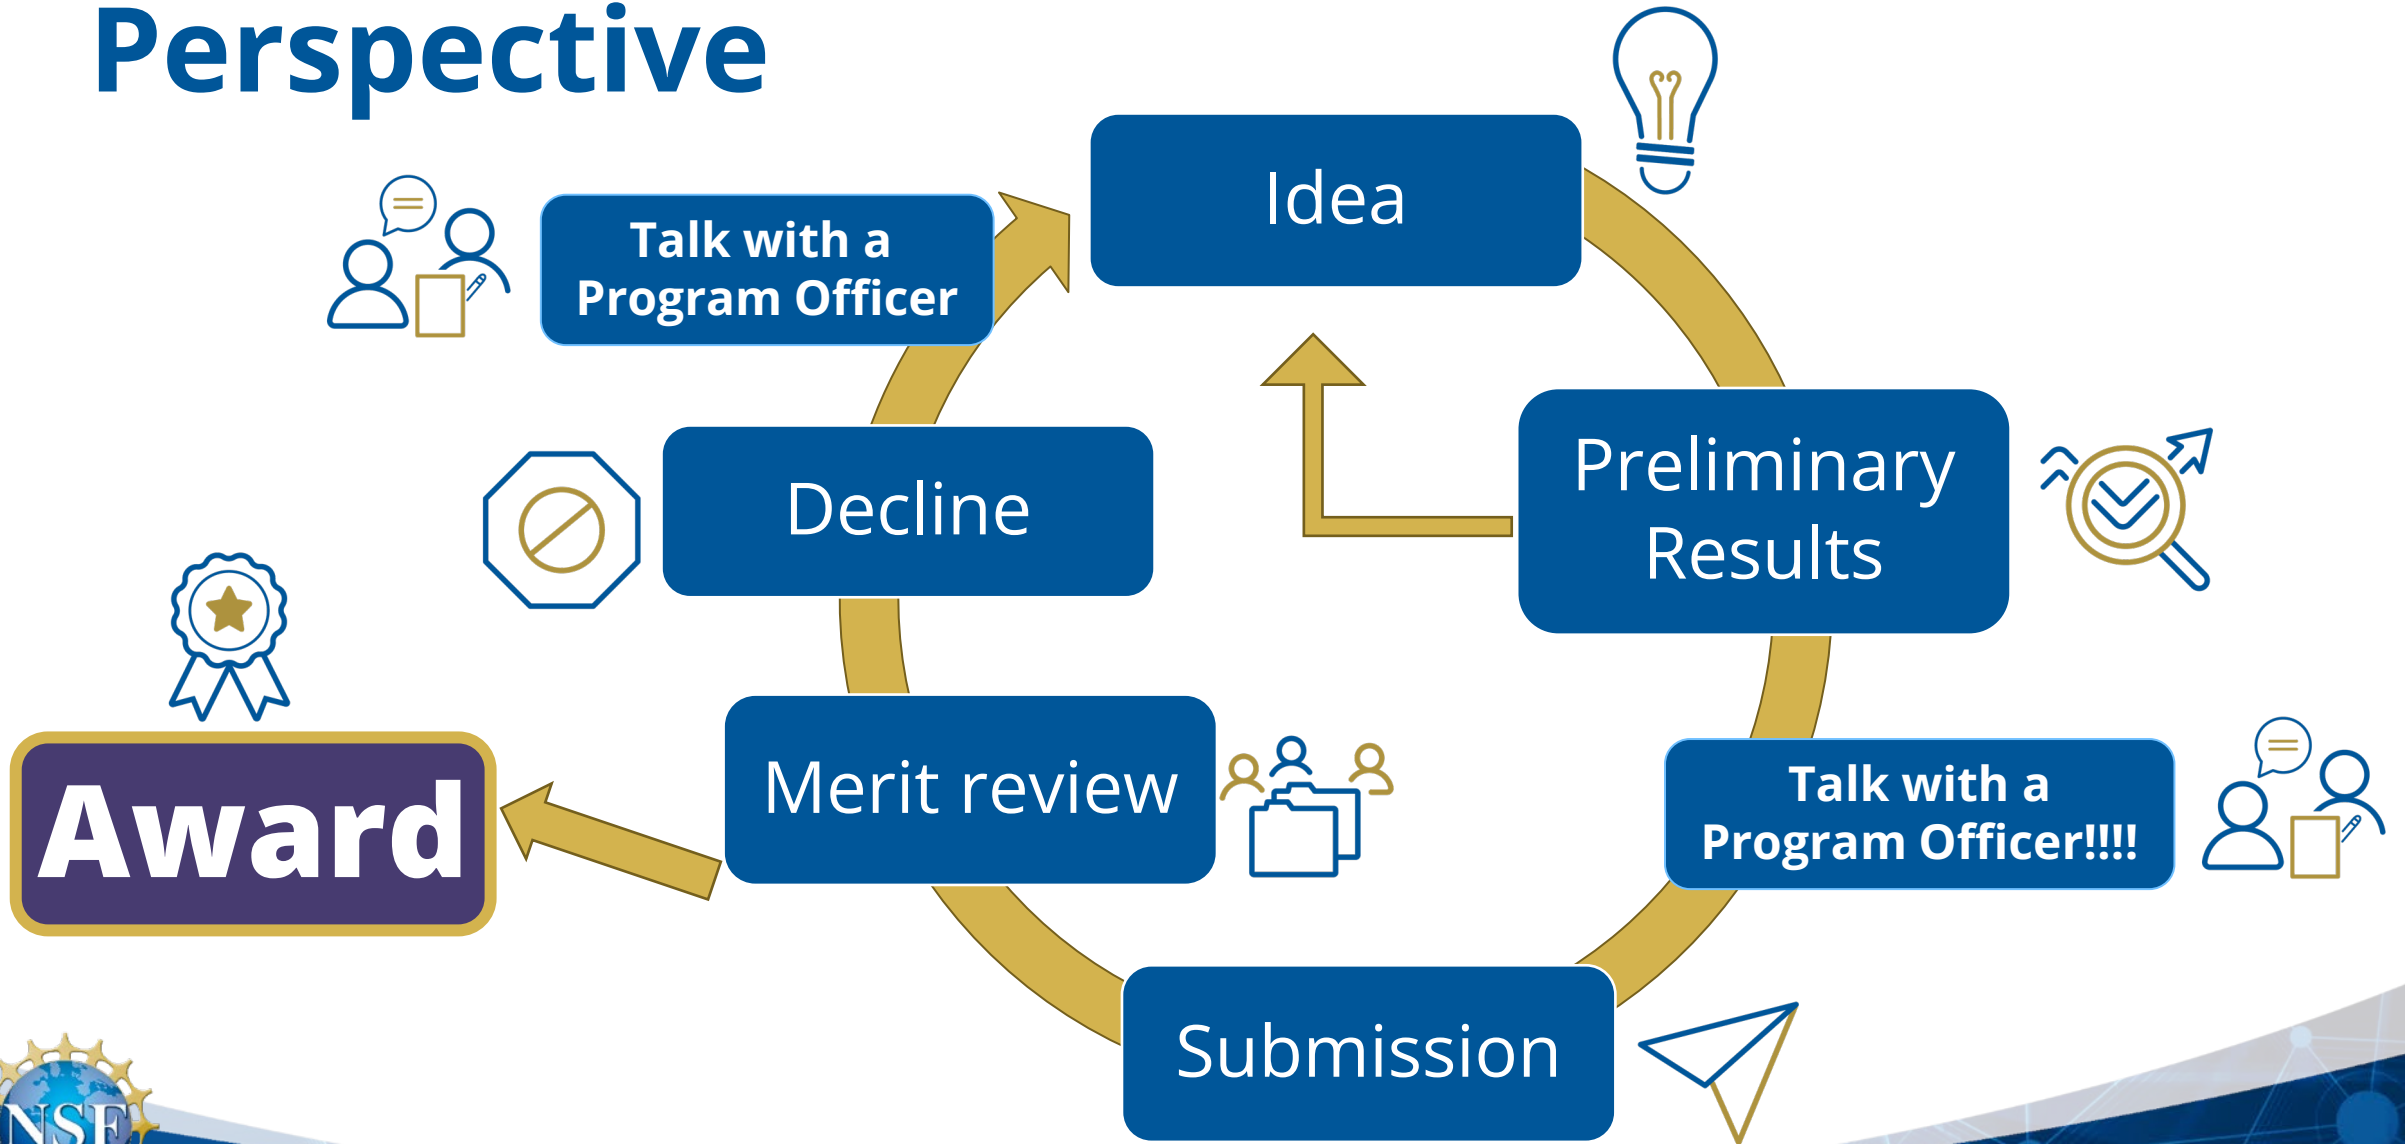 Perspective
Idea
Talk with a
Program Officer
Preliminary
Results
Decline
Merit review
Talk with a
Program Officer!!!!
Award
Submission
NSF